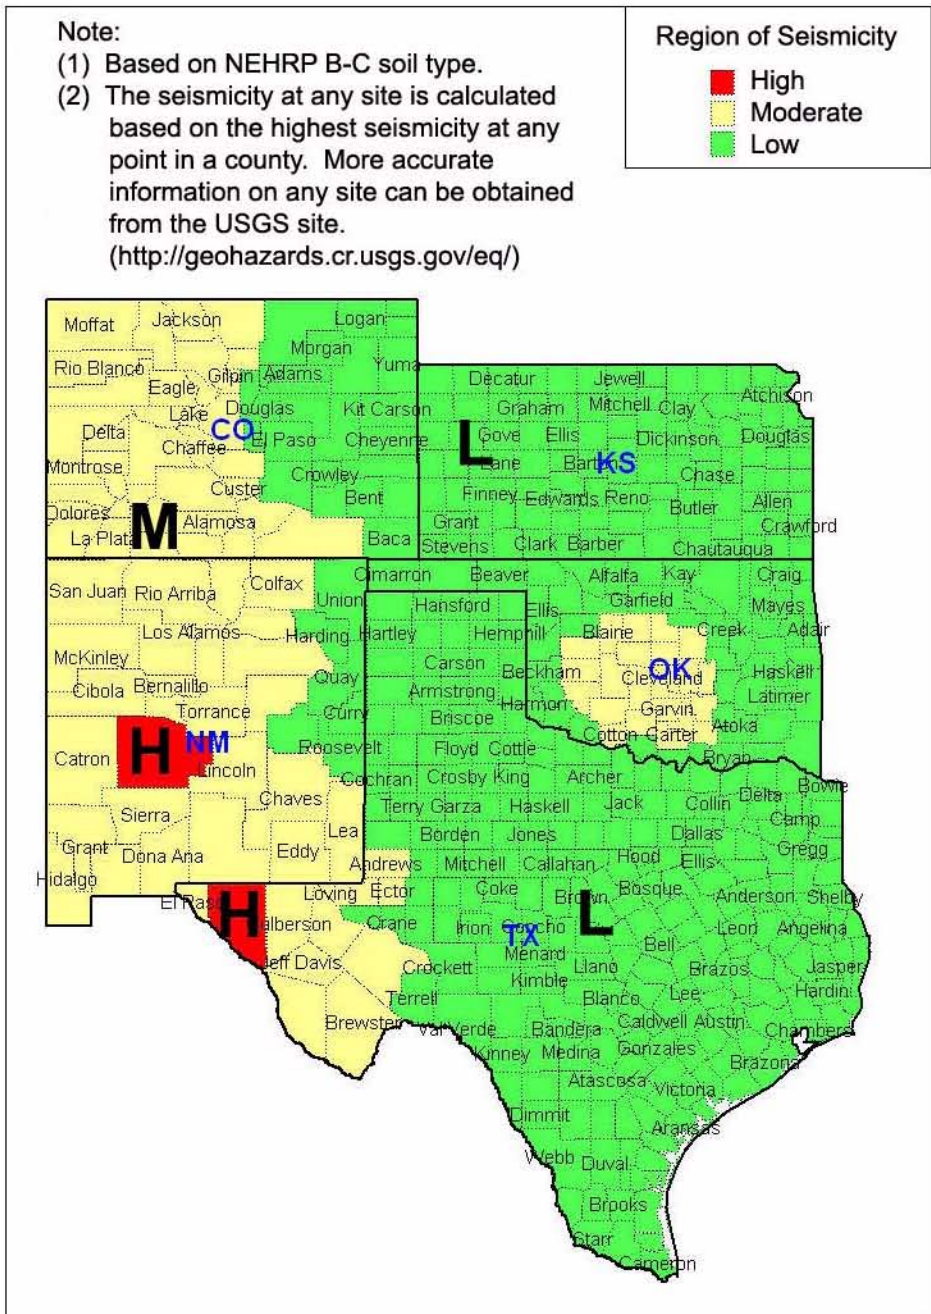 Note:
(1) Based on NEHRP B-C soil type.
(2) The seismicity at any site is calculated
based on the highest seismicity at any
point in a county. More accurate
information on any site can be obtained
from the USGS site.
(http://geohazards.cr.usgs.gov/eq/)
Region of Seismicity
High
Moderate
Low
Moffat Jackson Logan
Morgan
Rio Blanco Gilpin Adams Yuma
Eagle
Lake Douglas Kit Carson
Delta CO El Paso Cheyenne
Chaffee
Montrose Crowley
Custer Bent
Dolores M Alamosa
La Plata Baca
Decatur Jewell
Atchison
Graham Mitchell Clay
L Gove Ellis Dickinson Douglas
KS
Chase
Finney Edwards Reno Butler Allen
Grant Crawford
Stevens Clark Barber Chautauqua
San Juan Rio Arriba Colfax
Union
Los Alamos Harding
McKinley
Cibola Bernalillo Quay
Torrance Curry
H NM Roosevelt
Catron Lincoln
Chaves
Sierra Lea
Grant Dona Ana Eddy
Hidalgo
Cimarron Beaver Alfalfa Kay Craig
Garfield
Ellis Mayes
Blaine Creek Adair
Beckham OK Haskell
Cleveland Latimer
Harmon Garvin
Cotton Carter Atoka
Bryan
Hansford
Hartley Hemphill
Carson
Armstrong
Briscoe
Floyd Cottle
Cochran Crosby King Archer Delta Bowie
Terry Garza Haskell Jack Collin Camp
Borden Jones Dallas Gregg
Andrews Mitchell Callahan Hood Ellis
Loving Ector Coke Brown Bosque Anderson Shelby
H L
Crane Irion Concho Leon Angelina
TX Bell
Jeff Davis Menard
Crockett Llano Brazos Jasper
Kimble Hardin
Terrell Blanco Lee
Brewster Val Verde Bandera Caldwell Austin Chambers
Kinney Medina Gonzales Brazoria
Atascosa Victoria
Dimmit Aransas
Webb Duval
Brooks
Starr
Cameron